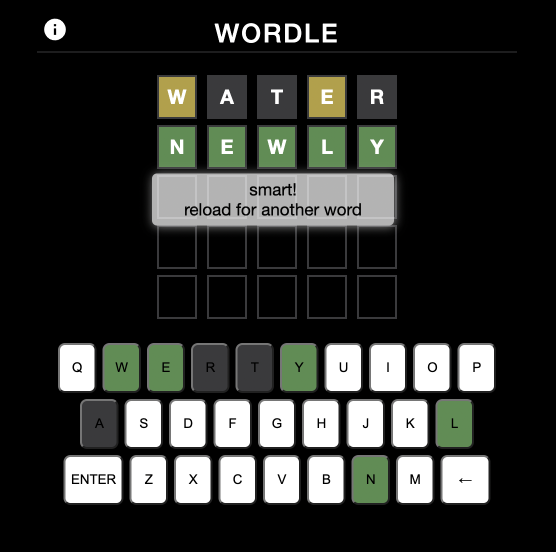 i
WORDLE
W A T E R
N E W L Y
smart!
reload for another word
Q W E R T Y U I O P
A S D F G H J K L
ENTER Z X C V B N M ←